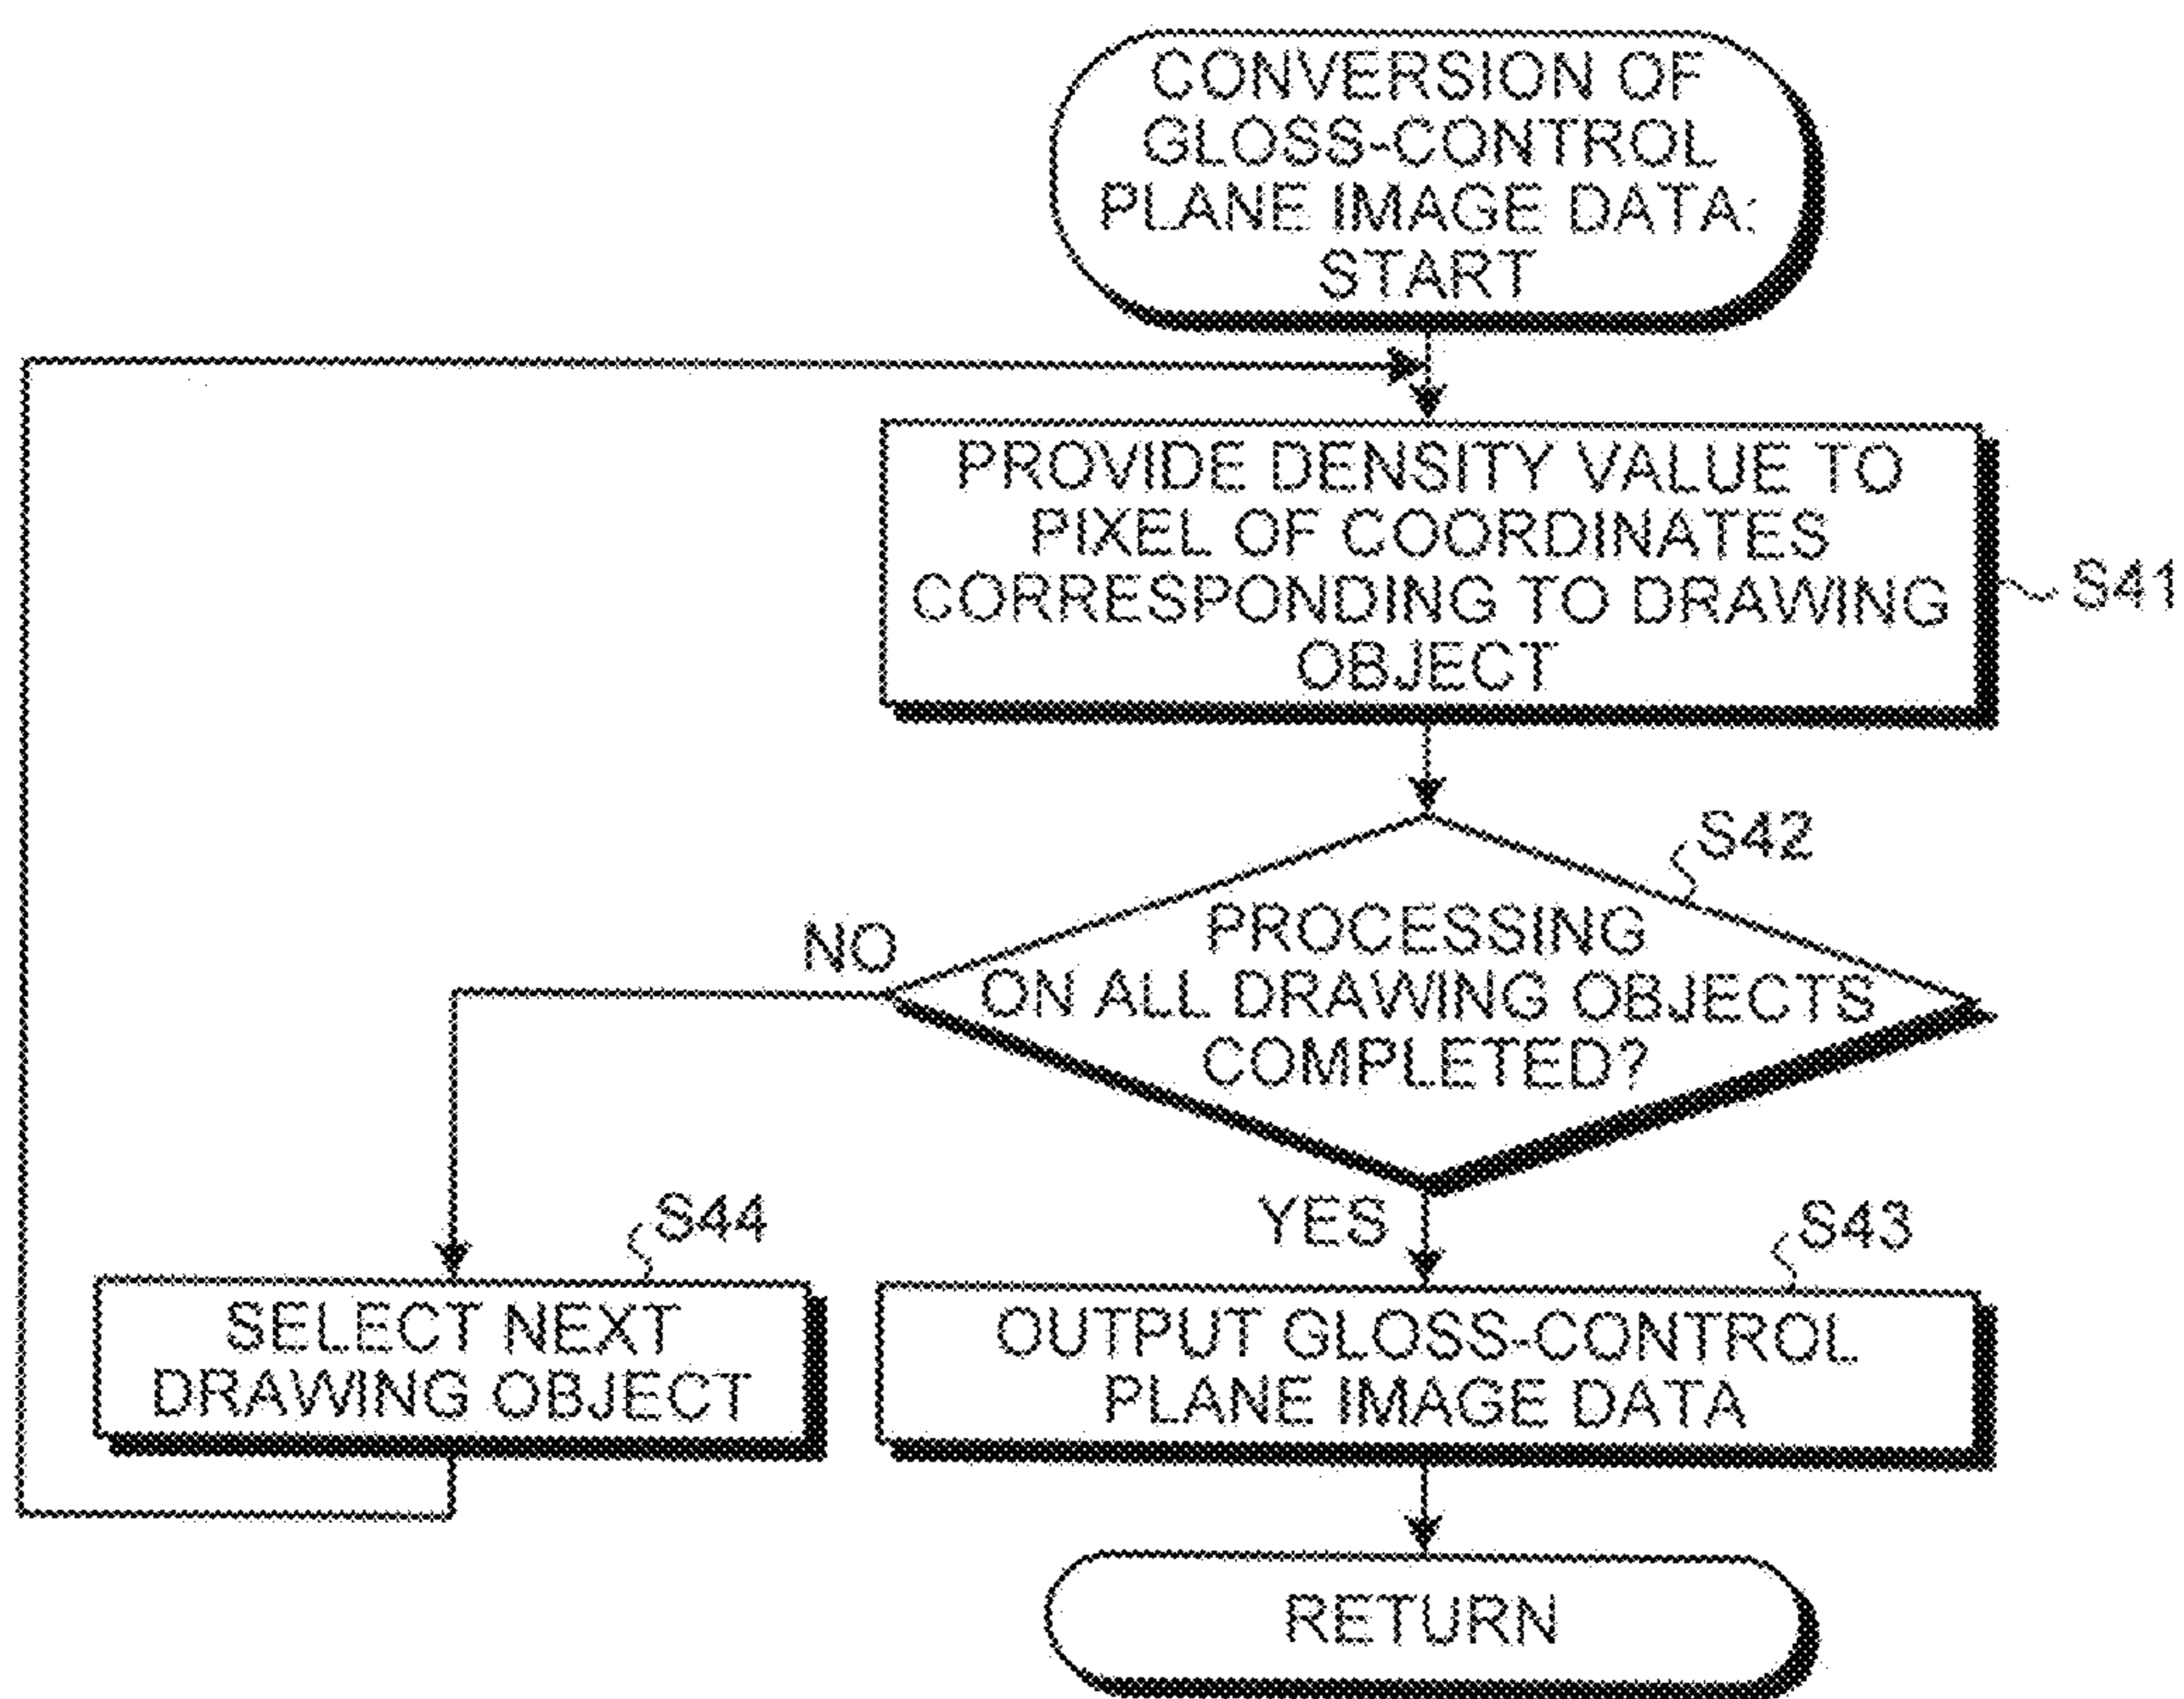 CONVERSION OF
GLOSS-CONTROL
PLANE IMAGE DATA:
START
PROVIDE DENSITY VALUE TO
PIXEL OF COORDINATES
CORRESPONDING TO DRAWING
OBJECT
S41
S42
PROCESSING
ON ALL DRAWING OBJECTS
COMPLETED?
NO
YES
S44
SELECT NEXT
DRAWING OBJECT
S43
OUTPUT GLOSS-CONTROL
PLANE IMAGE DATA
RETURN